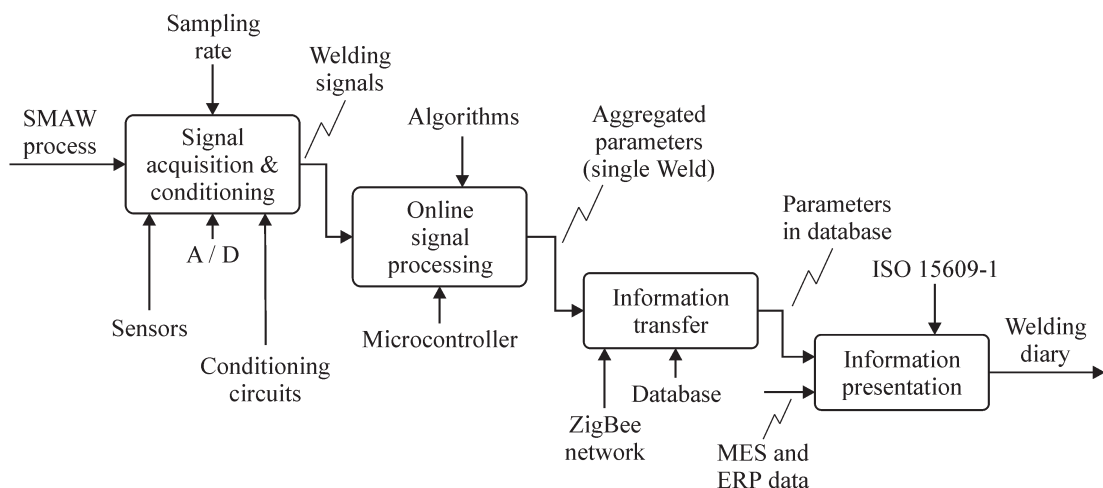 Sampling
rate
Welding
signals
SMAW
process
Signal
acquisition &
conditioning
Algorithms
Aggregated
parameters
(single Weld)
A / D
Sensors
Conditioning
circuits
Online
signal
processing
Microcontroller
Parameters
in database
ISO 15609-1
Information
transfer
Database
ZigBee
network
Welding
diary
Information
presentation
MES and
ERP data